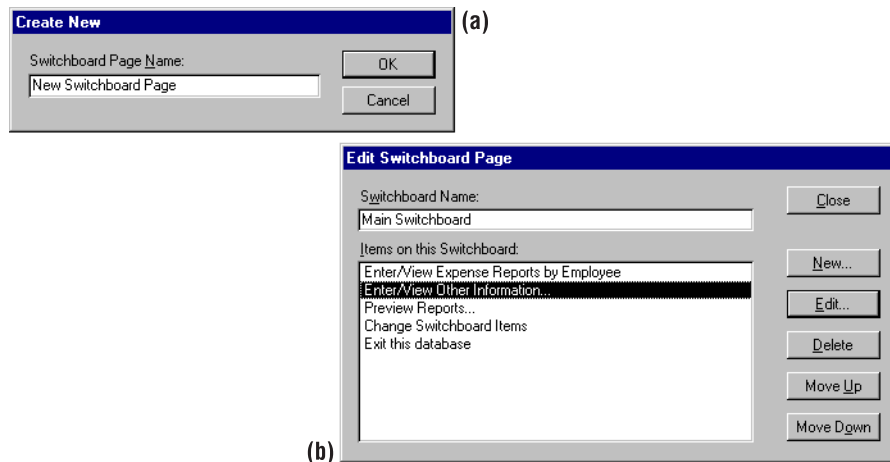 Create New
(a)
Switchboard Page Name:
OK
New Switchboard Page
Cancel
Edit Switchboard Page
Switchboard Name:
Close
Main Switchboard
Items on this Switchboard:
New...
Enter/View Expense Reports by Employee
Enter/View Other Information...
Edit...
Preview Reports...
Change Switchboard Items
Exit this database
Delete
Move Up
Move Down
(b)